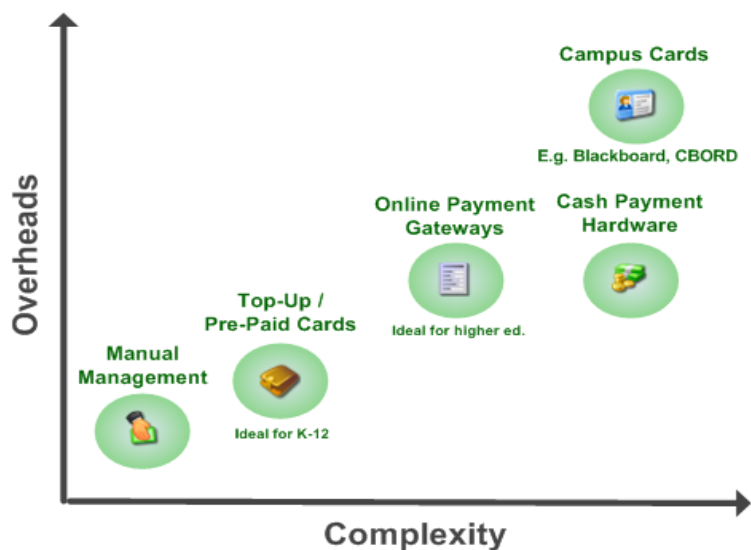 Campus Cards
E.g. Blackboard, CBORD
Online Payment
Gateways
Ideal for higher ed.
Cash Payment
Hardware
Top-Up /
Pre-Paid Cards
Ideal for K-12
Manual
Management
Overheads
Complexity